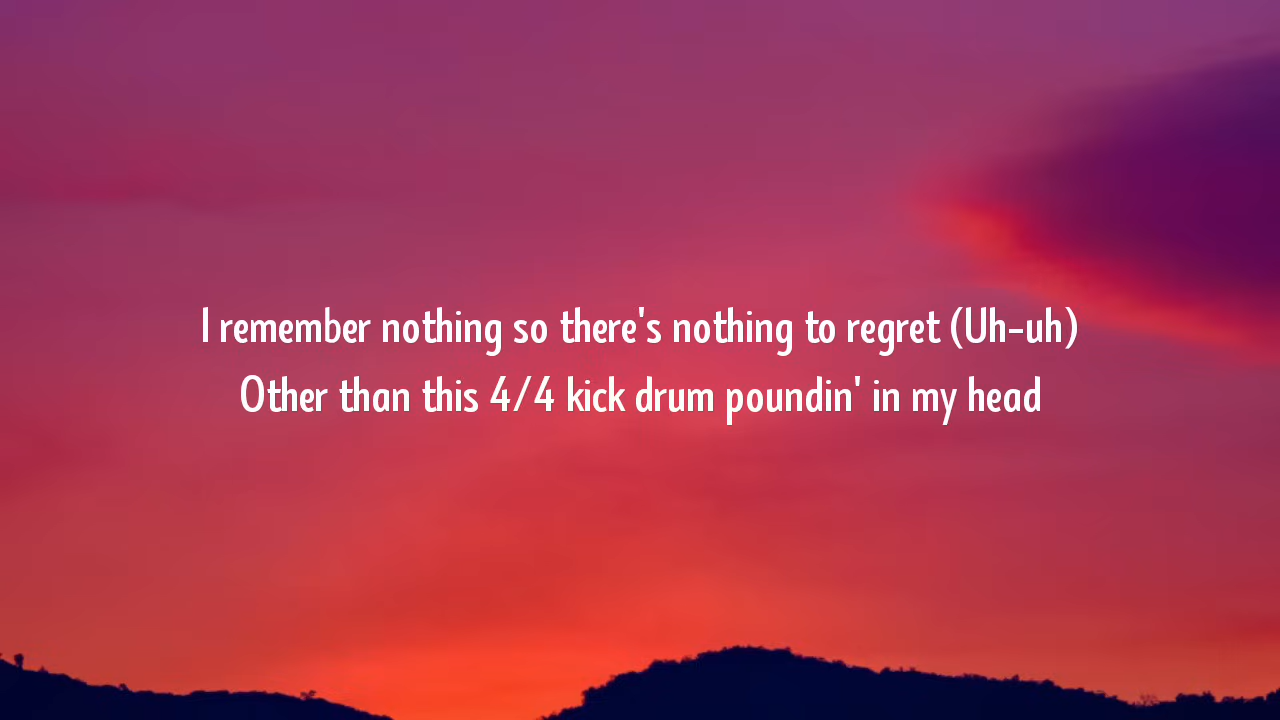 I remember nothing so there's nothing to regret (Uh-uh)
Other than this 4/4 kick drum poundin' in my head